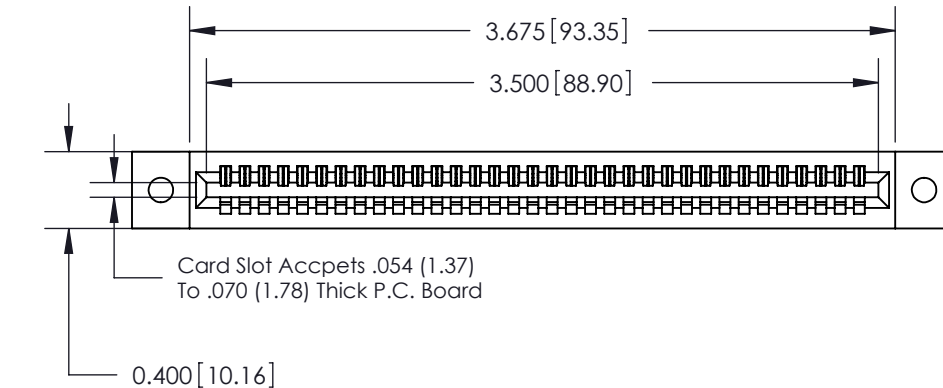 3.675[93.35]
3.500[88.90]
Card Slot Accpets .054 (1.37)
To .070 (1.78) Thick P.C. Board
0.400[10.16]